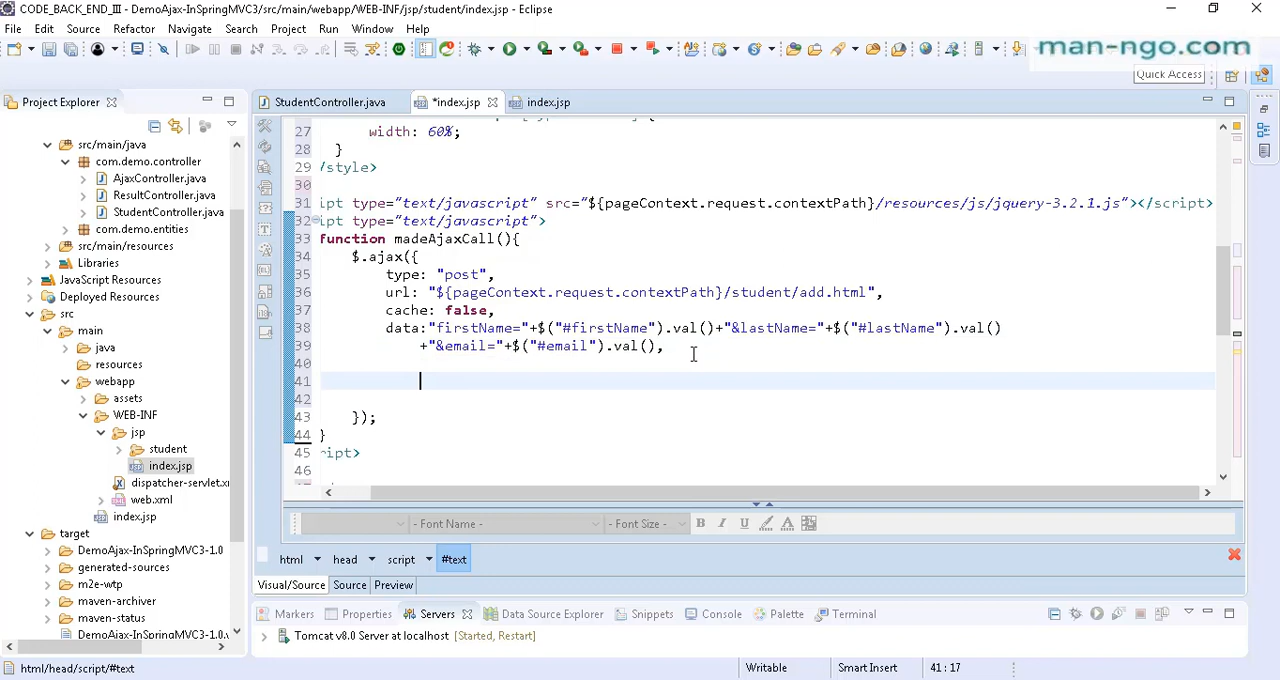 CODE_BACK_END_III - DemoAjax-InSpringMVC3/src/main/webapp/WEB-INF/jsp/student/index.jsp - Eclipse
File Edit Source Refactor Navigate Search Project Run Window Help
man-ngo.com
Quick Access
Project Explorer
StudentController.java
*index.jsp
index.jsp
src/main/java
com.demo.controller
AjaxController.java
ResultController.java
StudentController.java
com.demo.entities
src/main/resources
Libraries
JavaScript Resources
Deployed Resources
src
main
java
resources
webapp
assets
WEB-INF
jsp
student
index.jsp
dispatcher-servlet.xr
web.xml
index.jsp
target
DemoAjax-InSpringMVC3-1.0
generated-sources
m2e-wtp
maven-archiver
maven-status
DemoAjax-InSpringMVC3-1.0.v
27 width: 60%;
28 }
29 /style>
30
31 ipt type="text/javascript" src="${pageContext.request.contextPath}/resources/js/jquery-3.2.1.js"></script>
32 ipt type="text/javascript">
33 function madeAjaxCall(){
34 $.ajax({
35 type: "post",
36 url: "${pageContext.request.contextPath}/student/add.html",
37 cache: false,
38 data:"firstName="+$("#firstName").val()+"&lastName="+$("#lastName").val()
39 +"&email="+$("#email").val(),
40
41
42
43 });
44 }
45 ript>
46
- Font Name -
- Font Size -
B I U A
html head script #text
Visual/Source Source Preview
Markers Properties Servers Data Source Explorer Snippets Console Palette Terminal
Tomcat v8.0 Server at localhost [Started, Restart]
html/head/script/#text
Writable
Smart Insert
41 : 17